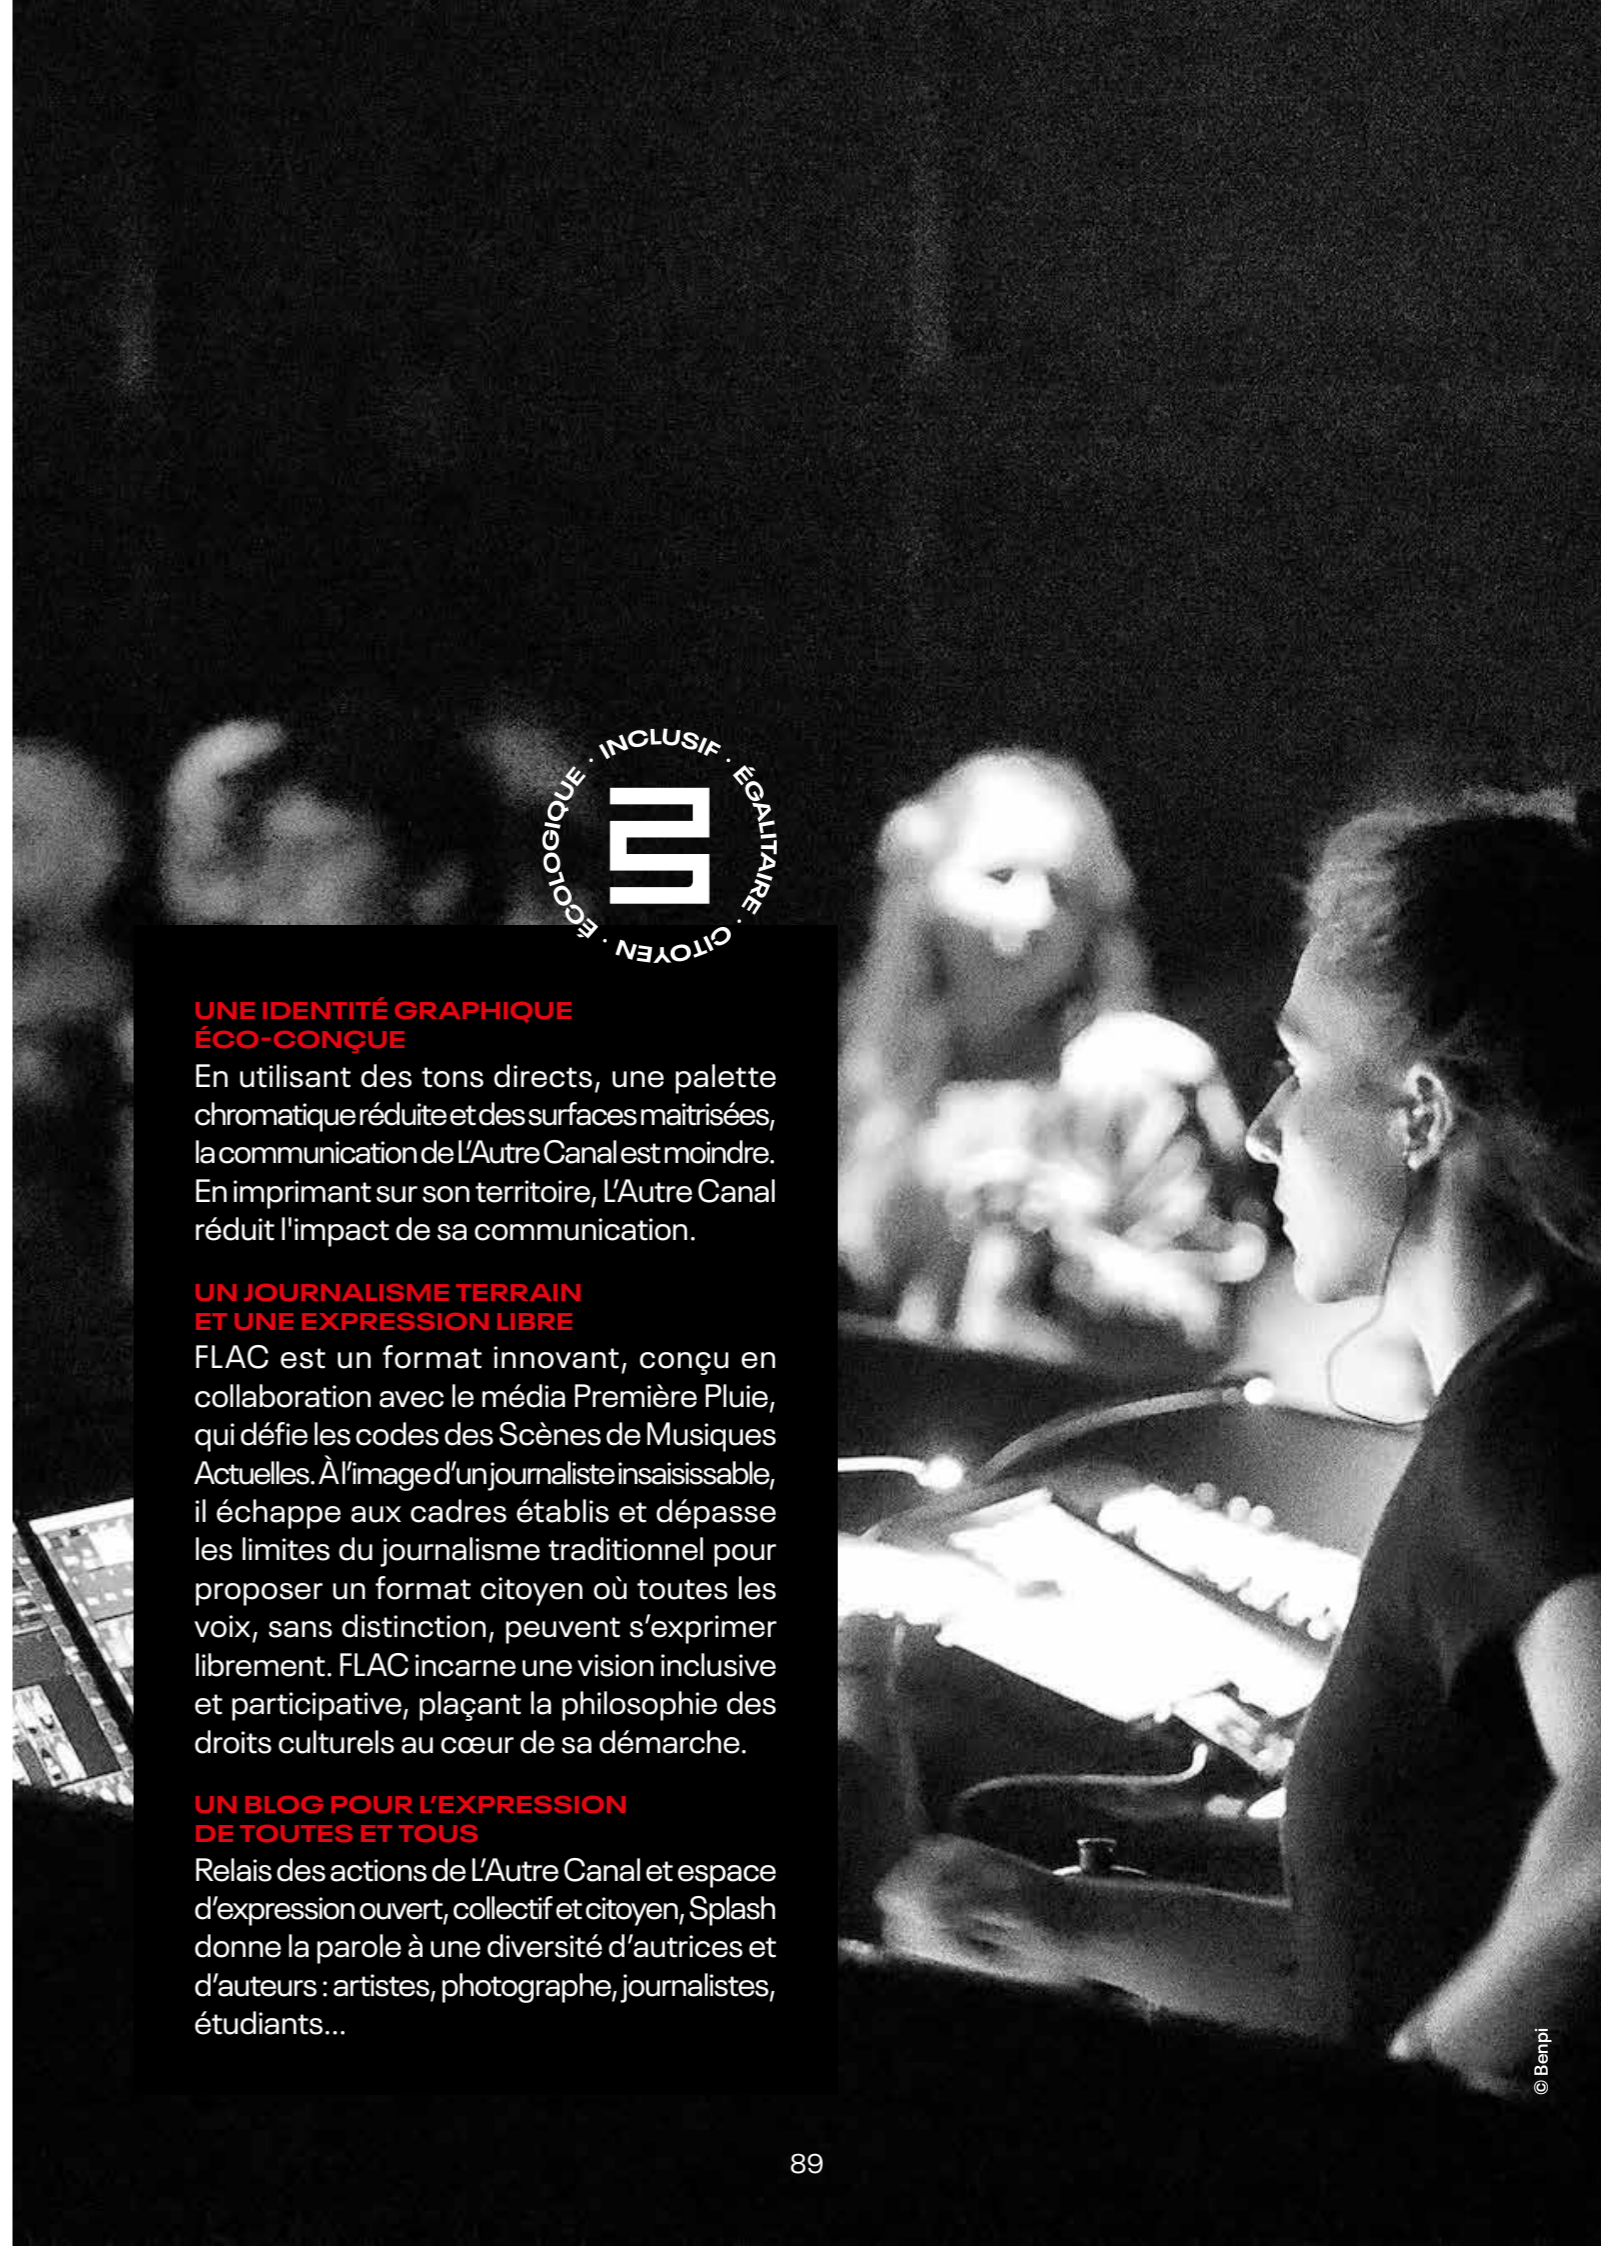 ÉCOLOGIQUE · INCLUSIF · ÉGALITAIRE · CITOYEN ·
UNE IDENTITÉ GRAPHIQUE
ÉCO-CONÇUE
En utilisant des tons directs, une palette
chromatique réduite et des surfaces maitrisées,
la communication de L’Autre Canal est moindre.
En imprimant sur son territoire, L’Autre Canal
réduit l'impact de sa communication.
UN JOURNALISME TERRAIN
ET UNE EXPRESSION LIBRE
FLAC est un format innovant, conçu en
collaboration avec le média Première Pluie,
qui défie les codes des Scènes de Musiques
Actuelles. À l’image d’un journaliste insaisissable,
il échappe aux cadres établis et dépasse
les limites du journalisme traditionnel pour
proposer un format citoyen où toutes les
voix, sans distinction, peuvent s’exprimer
librement. FLAC incarne une vision inclusive
et participative, plaçant la philosophie des
droits culturels au cœur de sa démarche.
UN BLOG POUR L’EXPRESSION
DE TOUTES ET TOUS
Relais des actions de L’Autre Canal et espace
d’expression ouvert, collectif et citoyen, Splash
donne la parole à une diversité d’autrices et
d’auteurs : artistes, photographe, journalistes,
étudiants...
© Benpi
89